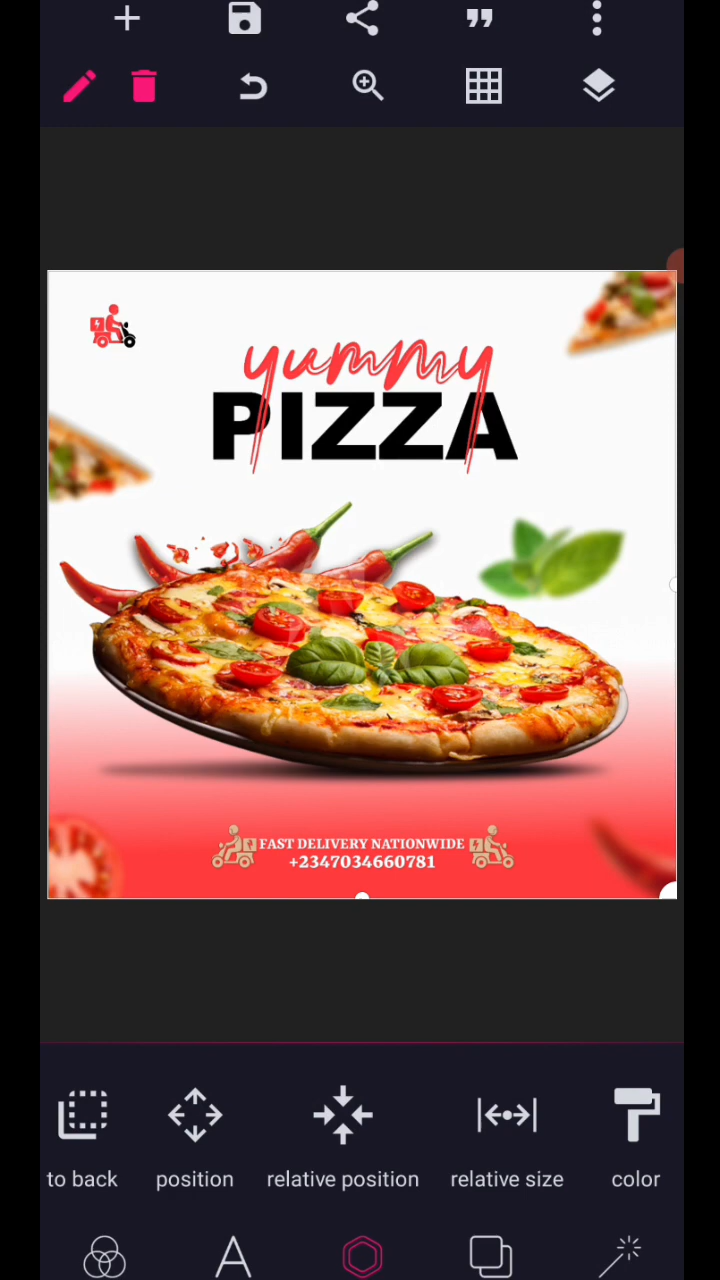 yummy
PIZZA
FAST DELIVERY NATIONWIDE
+2347034660781
to back
position
relative position
relative size
color